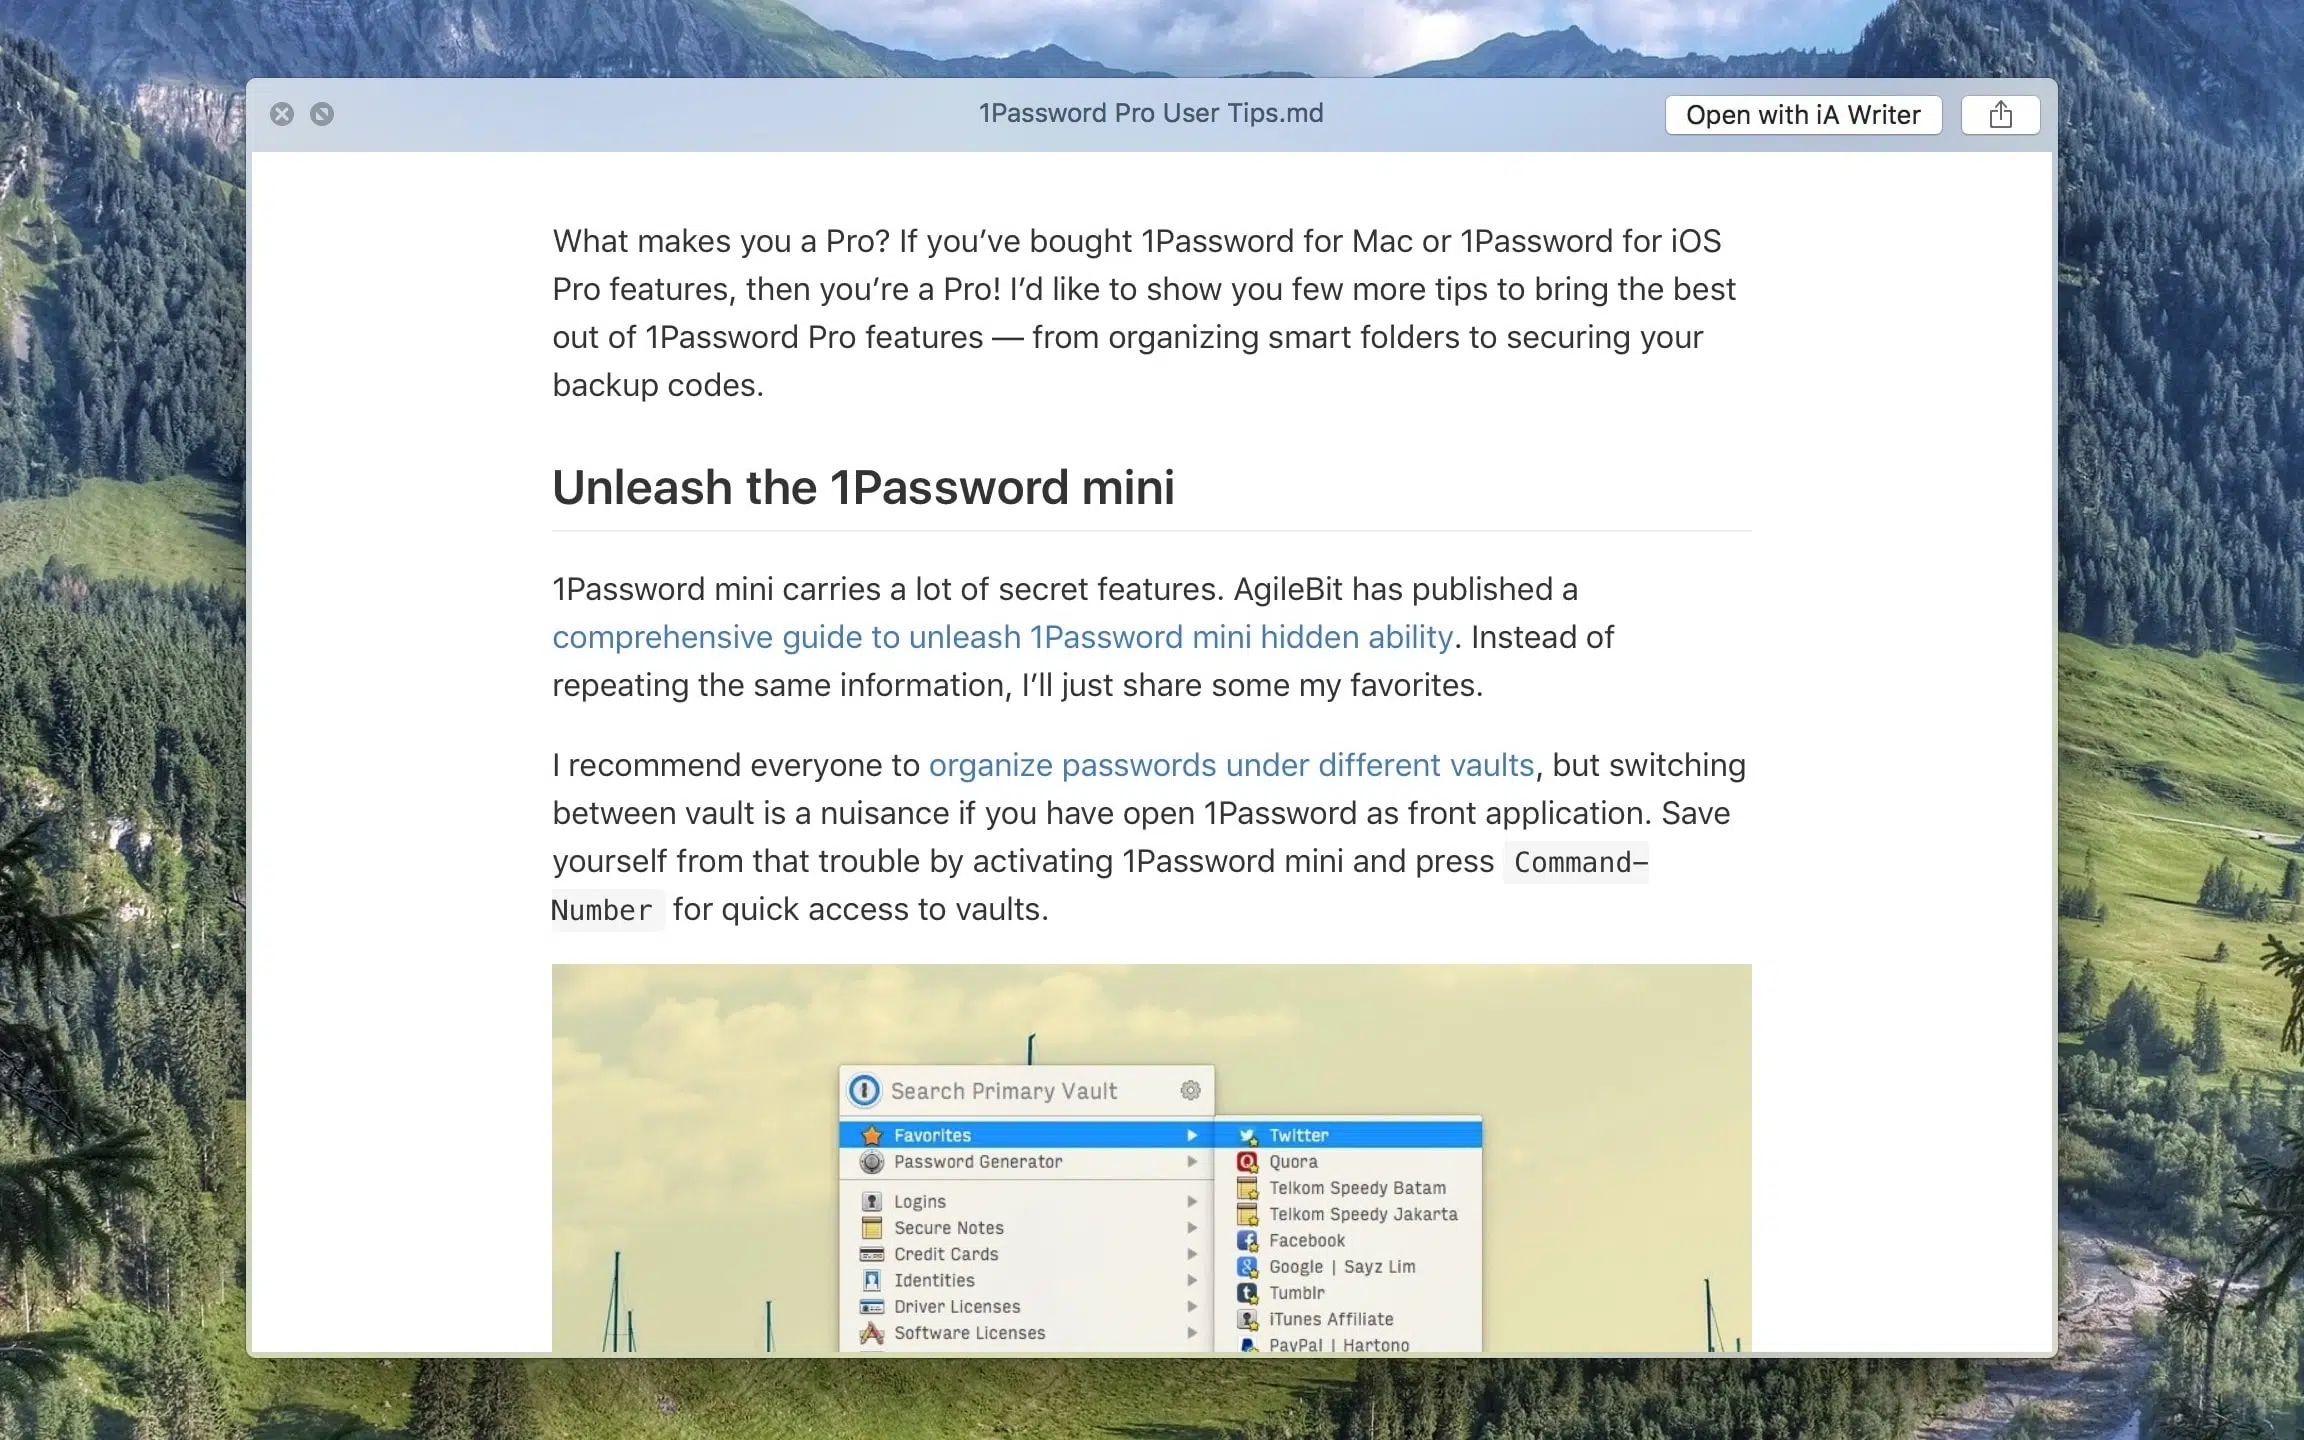 1Password Pro User Tips.md
Open with iA Writer
What makes you a Pro? If you’ve bought 1Password for Mac or 1Password for iOS
Pro features, then you’re a Pro! I’d like to show you few more tips to bring the best
out of 1Password Pro features — from organizing smart folders to securing your
backup codes.
Unleash the 1Password mini
1Password mini carries a lot of secret features. AgileBit has published a
comprehensive guide to unleash 1Password mini hidden ability. Instead of
repeating the same information, I’ll just share some my favorites.
I recommend everyone to organize passwords under different vaults, but switching
between vault is a nuisance if you have open 1Password as front application. Save
yourself from that trouble by activating 1Password mini and press Command-
Number for quick access to vaults.
Search Primary Vault
Favorites
Password Generator
Logins
Secure Notes
Credit Cards
Identities
Driver Licenses
Software Licenses
Twitter
Quora
Telkom Speedy Batam
Telkom Speedy Jakarta
Facebook
Google | Sayz Lim
Tumblr
iTunes Affiliate
PayPal | Hartono